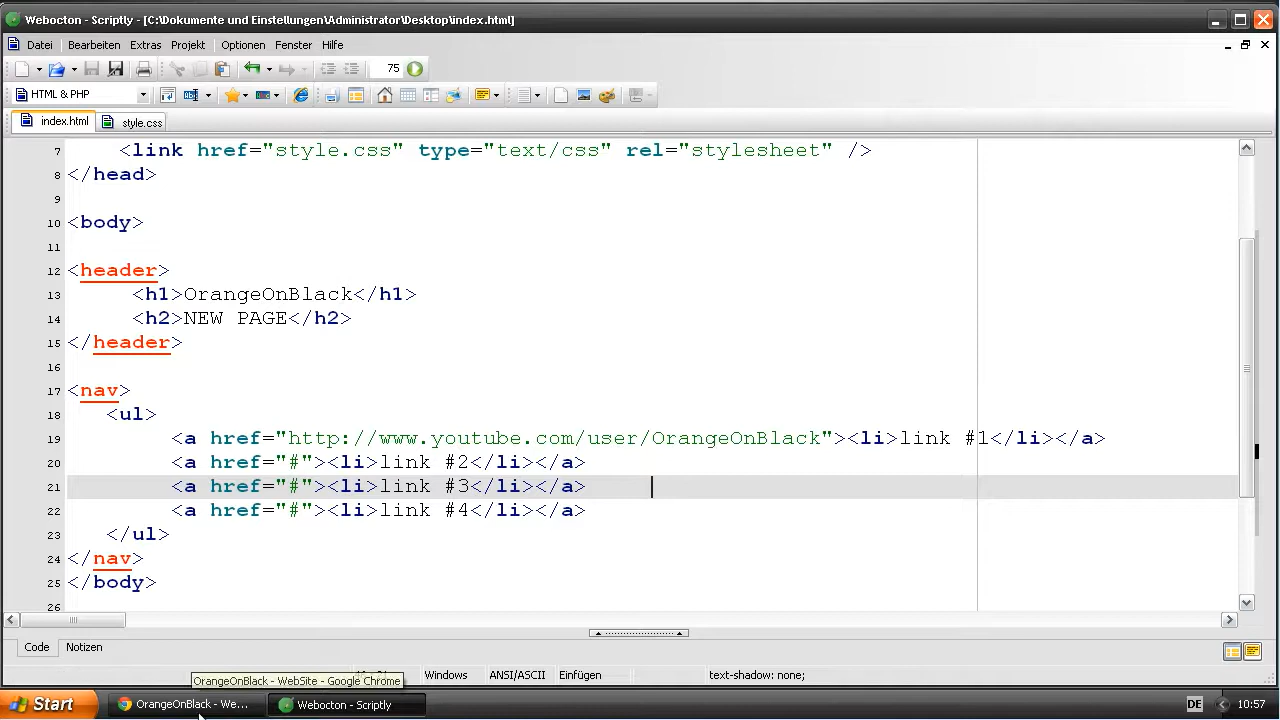 Webocton - Scriptly - [C:\Dokumente und Einstellungen\Administrator\Desktop\index.html]
Datei Bearbeiten Extras Projekt Optionen Fenster Hilfe
75
HTML & PHP
index.html style.css
7 <link href="style.css" type="text/css" rel="stylesheet" />
8 </head>
9
10 <body>
11
12 <header>
13 <h1>OrangeOnBlack</h1>
14 <h2>NEW PAGE</h2>
15 </header>
16
17 <nav>
18 <ul>
19 <a href="http://www.youtube.com/user/OrangeOnBlack"><li>link #1</li></a>
20 <a href="#"><li>link #2</li></a>
21 <a href="#"><li>link #3</li></a>
22 <a href="#"><li>link #4</li></a>
23 </ul>
24 </nav>
25 </body>
26
Code Notizen
Windows ANSI/ASCII Einfügen text-shadow: none;
OrangeOnBlack - WebSite - Google Chrome
Start OrangeOnBlack - We... Webocton - Scriptly DE 10:57